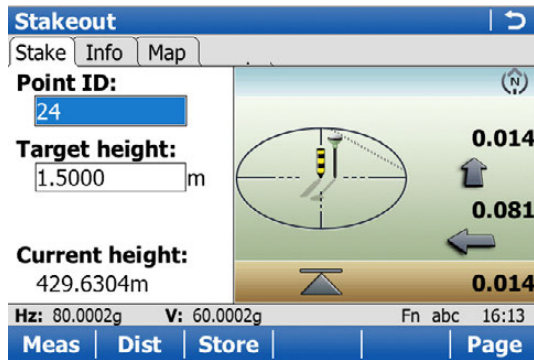 Stakeout
Stake Info Map
Point ID:
24
Target height:
1.5000 m
Current height:
429.6304m
N
0.014
0.081
0.014
Hz: 80.0002g V: 60.0002g Fn abc 16:13
Meas Dist Store Page